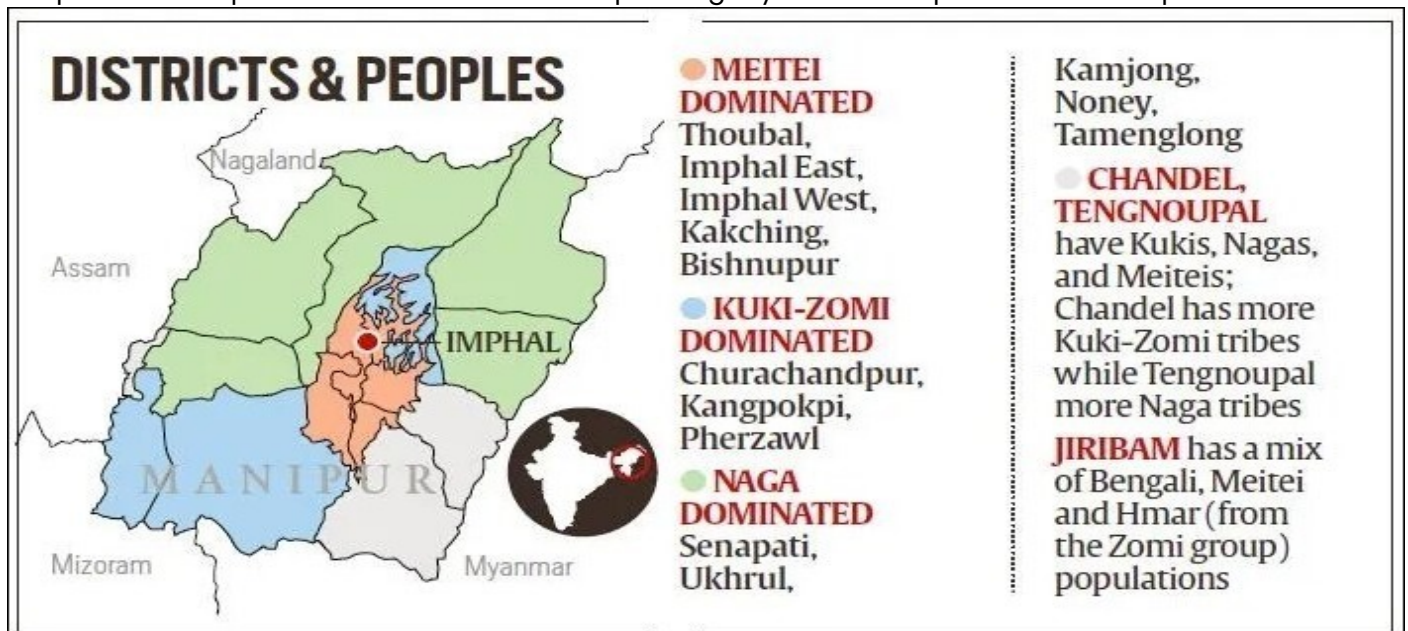 DISTRICTS & PEOPLES
Nagaland
Assam
IMPHAL
MANIPUR
Mizoram
Myanmar
MEITEI
DOMINATED
Thoubal,
Imphal East,
Imphal West,
Kakching,
Bishnupur
KUKI-ZOMI
DOMINATED
Churachandpur,
Kangpokpi,
Pherzawl
NAGA
DOMINATED
Senapati,
Ukhrul,
Kamjong,
Noney,
Tamenglong
CHANDEL,
TENGNOUPAL
have Kukis, Nagas,
and Meiteis;
Chandel has more
Kuki-Zomi tribes
while Tengnoupal
more Naga tribes
JIRIBAM has a mix
of Bengali, Meitei
and Hmar (from
the Zomi group)
populations